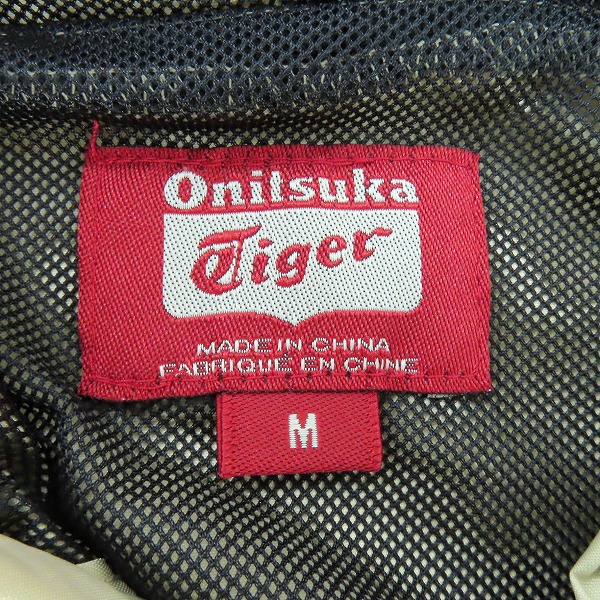 Onitsuka
Tiger
MADE IN CHINA
FABRIQUÉ EN CHINE
M